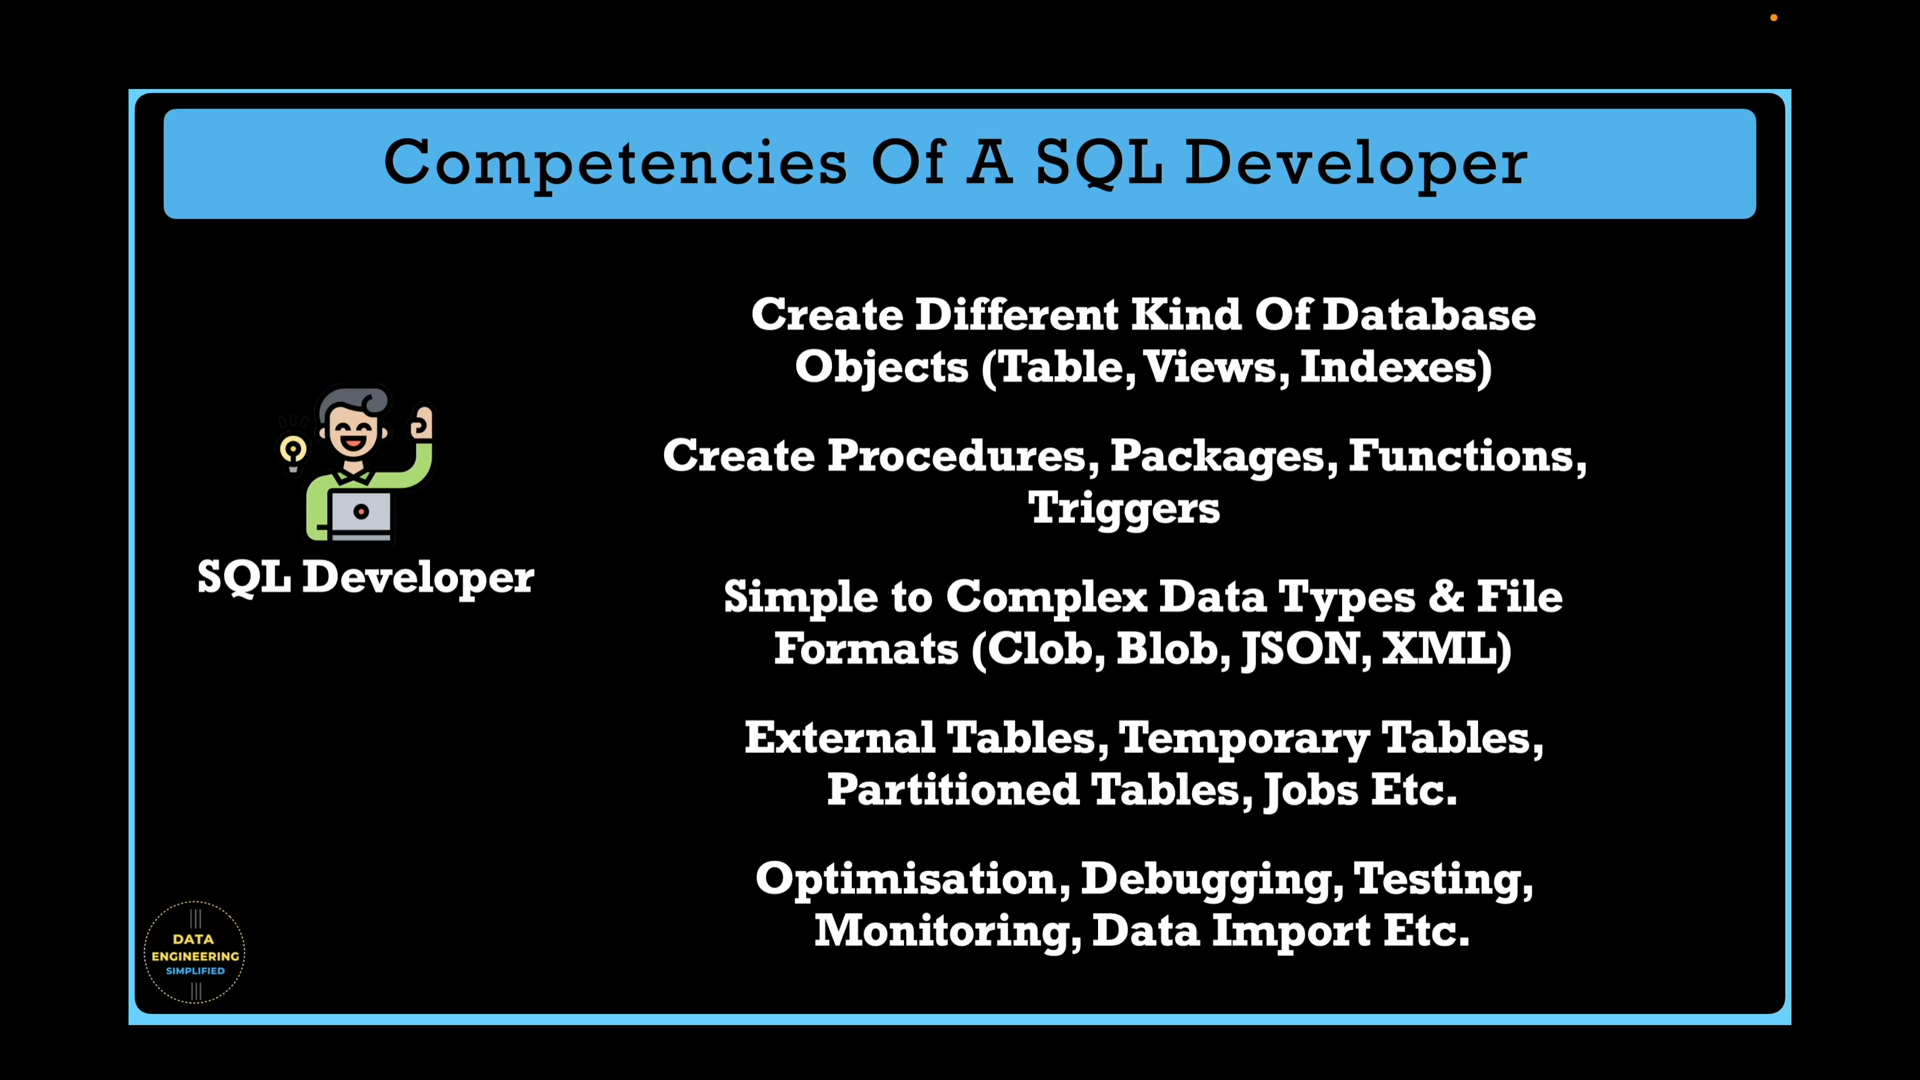 Competencies Of A SQL Developer
Create Different Kind Of Database
Objects (Table, Views, Indexes)
Create Procedures, Packages, Functions,
Triggers
SQL Developer
Simple to Complex Data Types & File
Formats (Clob, Blob, JSON, XML)
External Tables, Temporary Tables,
Partitioned Tables, Jobs Etc.
Optimisation, Debugging, Testing,
Monitoring, Data Import Etc.
DATA
ENGINEERING
SIMPLIFIED